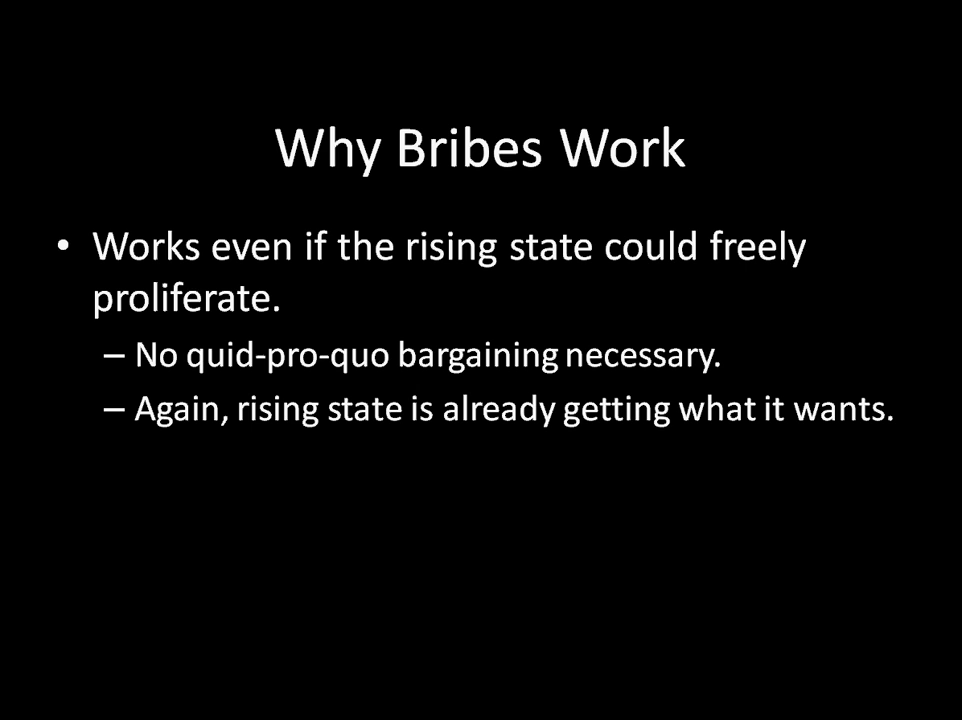 Why Bribes Work
• Works even if the rising state could freely
proliferate.
– No quid-pro-quo bargaining necessary.
– Again, rising state is already getting what it wants.